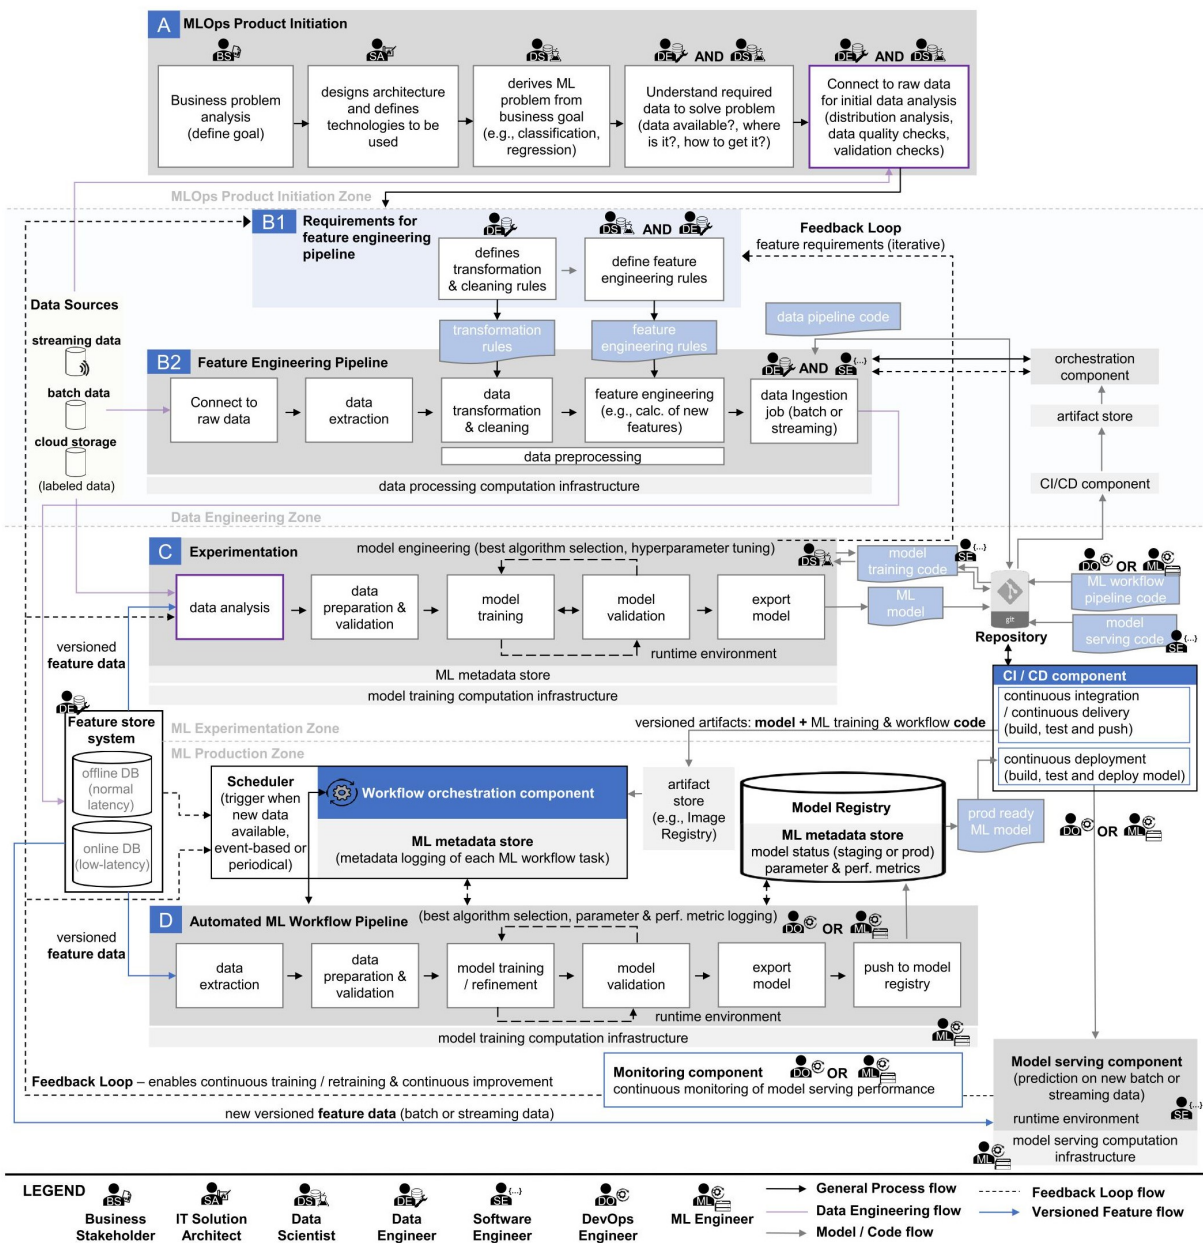 A MLOps Product Initiation
BS
SA
DS
DE AND DS
DE AND DS
Business problem
analysis
(define goal)
designs architecture
and defines
technologies to be
used
derives ML
problem from
business goal
(e.g., classification,
regression)
Understand required
data to solve problem
(data available?, where
is it?, how to get it?)
Connect to raw data
for initial data analysis
(distribution analysis,
data quality checks,
validation checks)
MLOps Product Initiation Zone
B1 Requirements for
feature engineering
pipeline
DE
DS AND DE
defines
transformation
& cleaning rules
define feature
engineering rules
Feedback Loop
feature requirements (iterative)
Data Sources
streaming data
batch data
cloud storage
(labeled data)
transformation
rules
feature
engineering rules
data pipeline code
B2 Feature Engineering Pipeline
DE AND SE {...}
Connect to
raw data
data
extraction
data
transformation
& cleaning
feature engineering
(e.g., calc. of new
features)
data Ingestion
job (batch or
streaming)
data preprocessing
data processing computation infrastructure
orchestration
component
artifact store
CI/CD component
Data Engineering Zone
C Experimentation
model engineering (best algorithm selection, hyperparameter tuning)
DS
data analysis
data
preparation &
validation
model
training
model
validation
export
model
runtime environment
ML metadata store
model training computation infrastructure
model
training code
SE {...}
ML
model
git
Repository
DO OR ML
ML workflow
pipeline code
model
serving code
SE {...}
versioned
feature data
DE
Feature store
system
offline DB
(normal
latency)
online DB
(low-latency)
ML Experimentation Zone
ML Production Zone
versioned artifacts: model + ML training & workflow code
CI / CD component
continuous integration
/ continuous delivery
(build, test and push)
continuous deployment
(build, test and deploy model)
DO OR ML
Scheduler
(trigger when
new data
available,
event-based or
periodical)
Workflow orchestration component
ML metadata store
(metadata logging of each ML workflow task)
artifact
store
(e.g., Image
Registry)
Model Registry
ML metadata store
model status (staging or prod)
parameter & perf. metrics
prod ready
ML model
versioned
feature data
D Automated ML Workflow Pipeline
(best algorithm selection, parameter & perf. metric logging)
DO OR ML
data
extraction
data
preparation &
validation
model training
/ refinement
model
validation
export
model
push to model
registry
runtime environment
model training computation infrastructure
ML
Feedback Loop – enables continuous training / retraining & continuous improvement
Monitoring component
DO OR ML
continuous monitoring of model serving performance
new versioned feature data (batch or streaming data)
Model serving component
(prediction on new batch or
streaming data)
runtime environment
SE {...}
model serving computation
infrastructure
ML
LEGEND
BS
Business
Stakeholder
SA
IT Solution
Architect
DS
Data
Scientist
DE
Data
Engineer
SE {...}
Software
Engineer
DO
DevOps
Engineer
ML
ML Engineer
General Process flow
Data Engineering flow
Model / Code flow
Feedback Loop flow
Versioned Feature flow